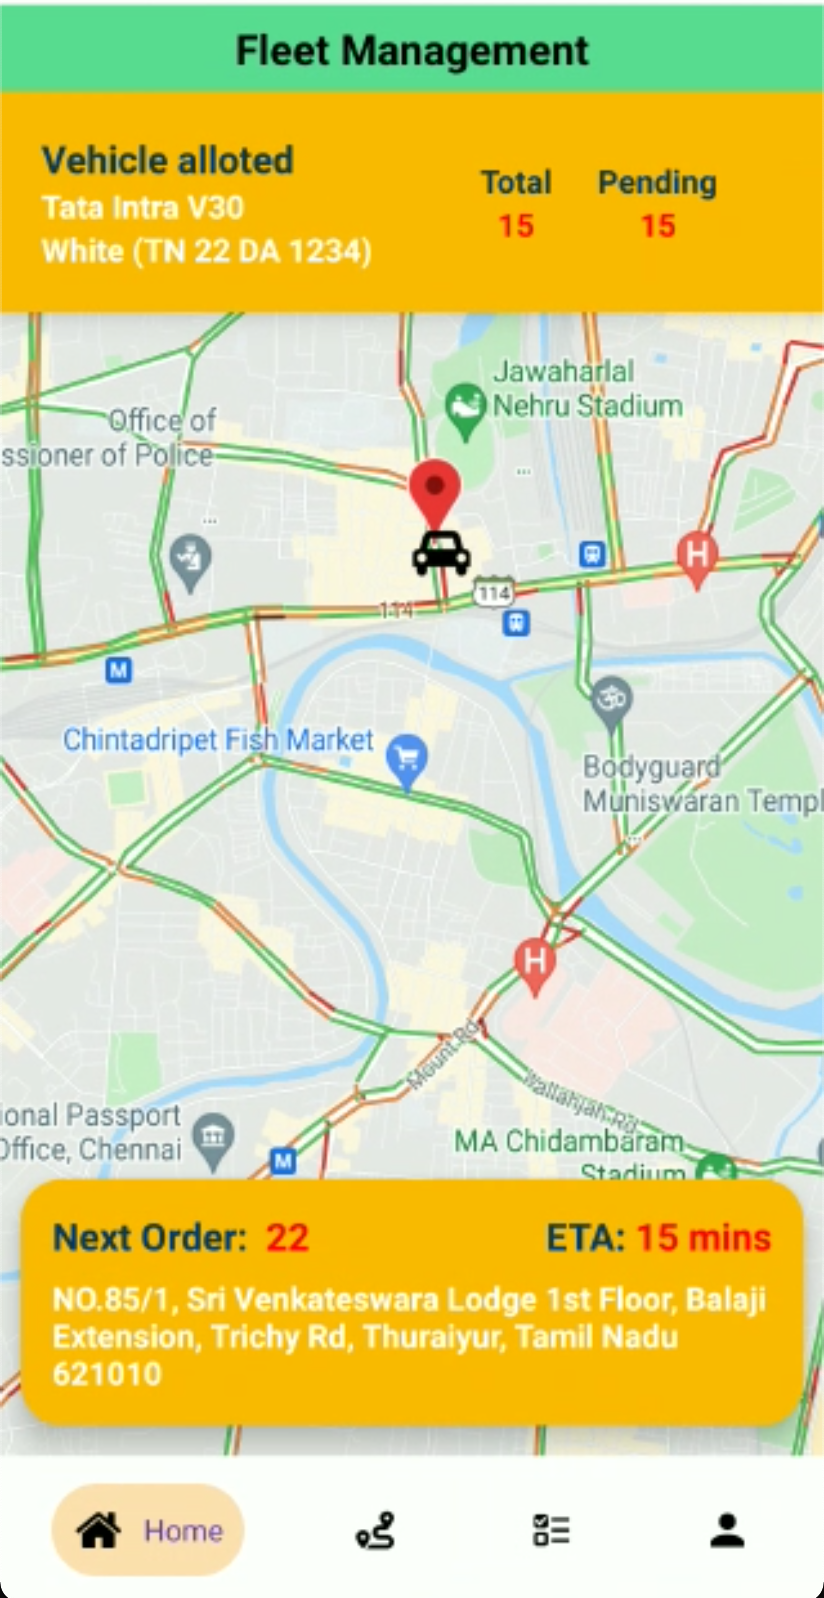 Fleet Management
Vehicle alloted
Tata Intra V30
White (TN 22 DA 1234)
Total
15
Pending
15
Jawaharlal
Nehru Stadium
Office of
ssioner of Police
...
...
H
114
114
M
Chintadripet Fish Market
Bodyguard
Muniswaran Templ
...
H
Mount Rd
Wallahjah Rd
ional Passport
Office, Chennai
MA Chidambaram
Stadium
M
Next Order: 22
ETA: 15 mins
NO.85/1, Sri Venkateswara Lodge 1st Floor, Balaji
Extension, Trichy Rd, Thuraiyur, Tamil Nadu
621010
Home